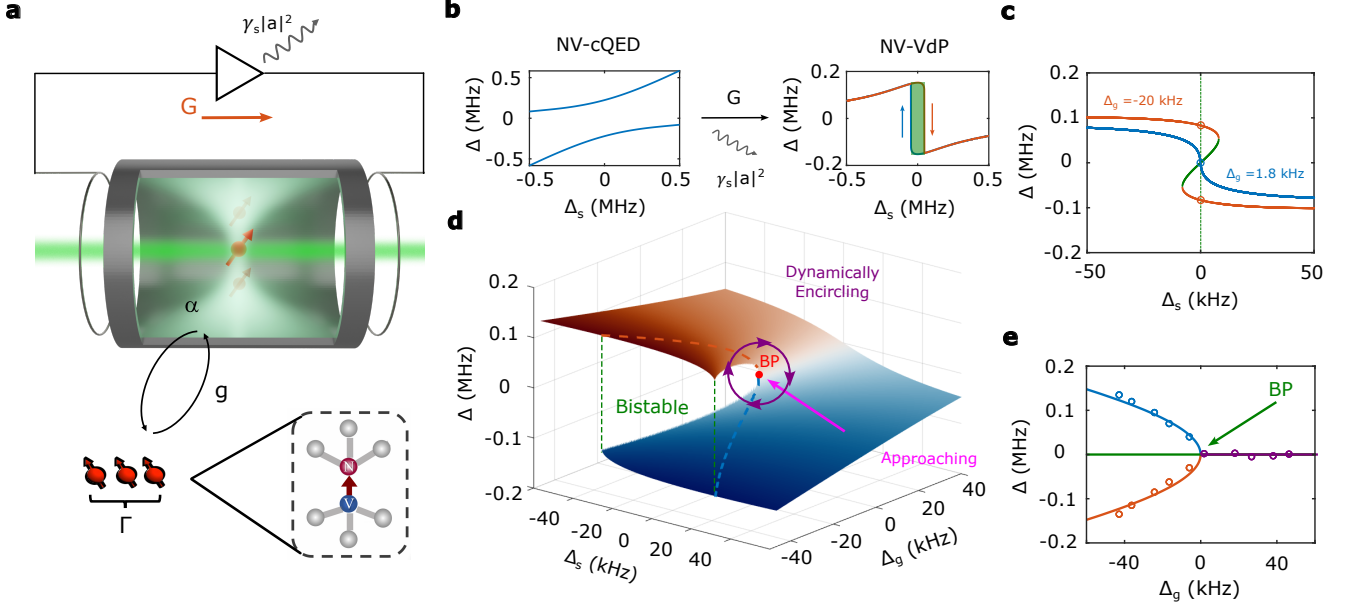 a
γₛ|a|²
G
α
g
Γ
N
V
b
NV-cQED
NV-VdP
Δ (MHz)
0.5
0
-0.5
-0.5
0
0.5
Δₛ (MHz)
G
γₛ|a|²
Δ (MHz)
0.2
0
-0.2
-0.5
0
0.5
Δₛ (MHz)
c
Δ (MHz)
0.2
0.1
0
-0.1
-0.2
Δg =-20 kHz
Δg =1.8 kHz
-50
0
50
Δₛ (kHz)
d
Δ (MHz)
0.2
0.1
0
-0.1
-0.2
Dynamically
Encircling
BP
Bistable
Approaching
-40
-20
0
20
40
Δₛ (kHz)
-40
-20
0
20
40
Δg (kHz)
e
Δ (MHz)
0.2
0.1
0
-0.1
-0.2
BP
-40
0
40
Δg (kHz)